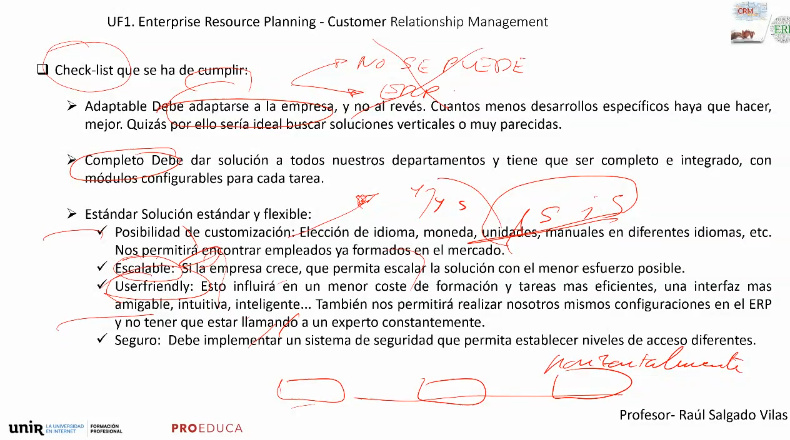 UF1. Enterprise Resource Planning - Customer Relationship Management
CRM
ERP
Check-list que se ha de cumplir:
NO SE PUEDE
Adaptable Debe adaptarse a la empresa, y no al revés. Cuantos menos desarrollos específicos haya que hacer,
mejor. Quizás por ello sería ideal buscar soluciones verticales o muy parecidas.
Completo Debe dar solución a todos nuestros departamentos y tiene que ser completo e integrado, con
módulos configurables para cada tarea.
Estándar Solución estándar y flexible:
Posibilidad de customización: Elección de idioma, moneda, unidades, manuales en diferentes idiomas, etc.
Nos permitirá encontrar empleados ya formados en el mercado.
Escalable: Si la empresa crece, que permita escalar la solución con el menor esfuerzo posible.
Userfriendly: Esto influirá en un menor coste de formación y tareas mas eficientes, una interfaz mas
amigable, intuitiva, inteligente... También nos permitirá realizar nosotros mismos configuraciones en el ERP
y no tener que estar llamando a un experto constantemente.
Seguro: Debe implementar un sistema de seguridad que permita establecer niveles de acceso diferentes.
horizontalmente
Profesor- Raúl Salgado Vilas
unir LA UNIVERSIDAD EN INTERNET FORMACIÓN PROFESIONAL PROEDUCA